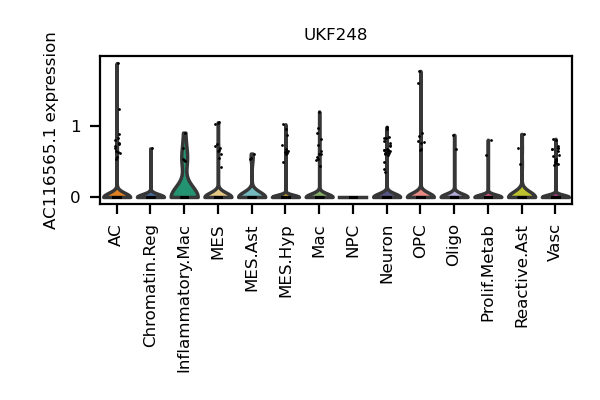 UKF248
AC116565.1 expression
1
0
AC
Chromatin.Reg
Inflammatory.Mac
MES
MES.Ast
MES.Hyp
Mac
NPC
Neuron
OPC
Oligo
Prolif.Metab
Reactive.Ast
Vasc